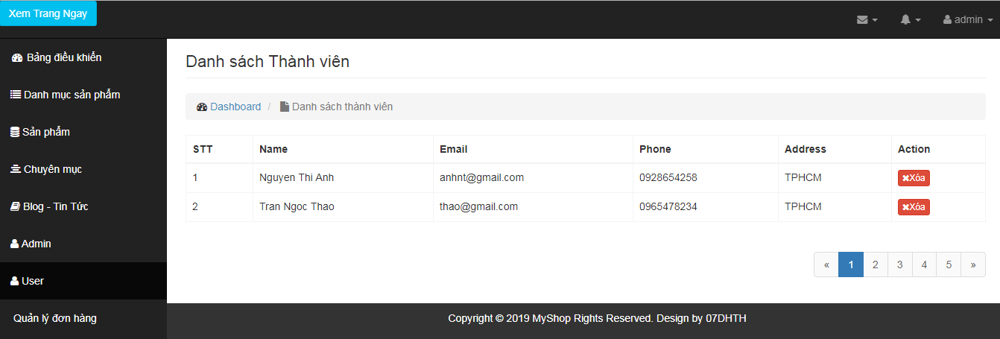 Xem Trang Ngay
admin
Bảng điều khiển
Danh mục sản phẩm
Sản phẩm
Chuyên mục
Blog - Tin Tức
Admin
User
Quản lý đơn hàng
Danh sách Thành viên
Dashboard / Danh sách thành viên
STT Name Email Phone Address Action
1 Nguyen Thi Anh anhnt@gmail.com 0928654258 TPHCM Xóa
2 Tran Ngoc Thao thao@gmail.com 0965478234 TPHCM Xóa
« 1 2 3 4 5 »
Copyright © 2019 MyShop Rights Reserved. Design by 07DHTH